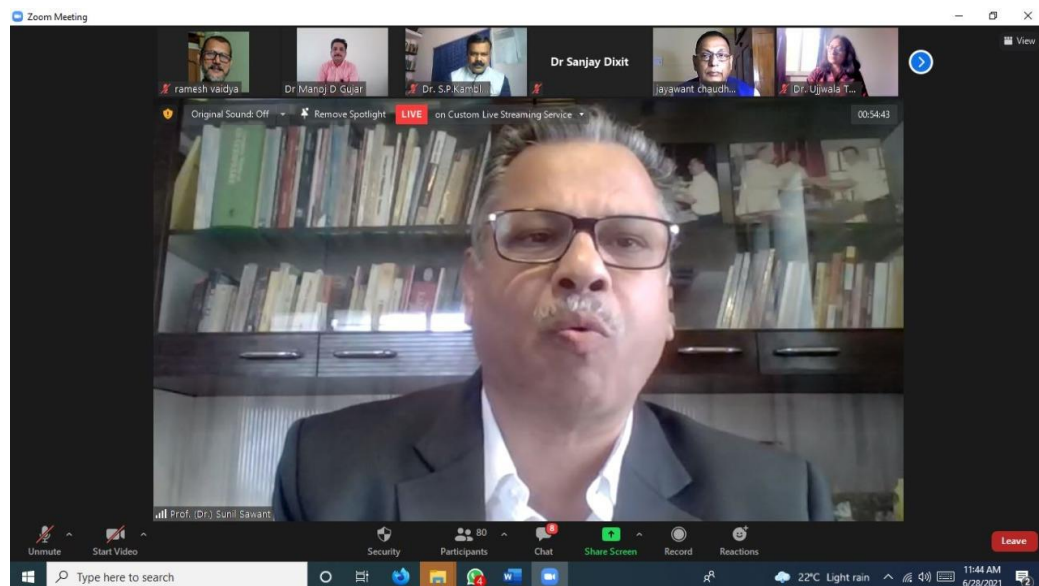 Zoom Meeting
View
ramesh vaidya
Dr Manoj D Gujar
Dr. S.P.Kambl...
Dr Sanjay Dixit
jayawant chaudh...
Dr. Ujjwala T...
Original Sound: Off
Remove Spotlight
LIVE
on Custom Live Streaming Service
00:54:43
Prof. (Dr.) Sunil Sawant
Unmute
Start Video
Security
80
Participants
8
Chat
Share Screen
Record
Reactions
Leave
Type here to search
4
22°C Light rain
11:44 AM
6/28/2021
2